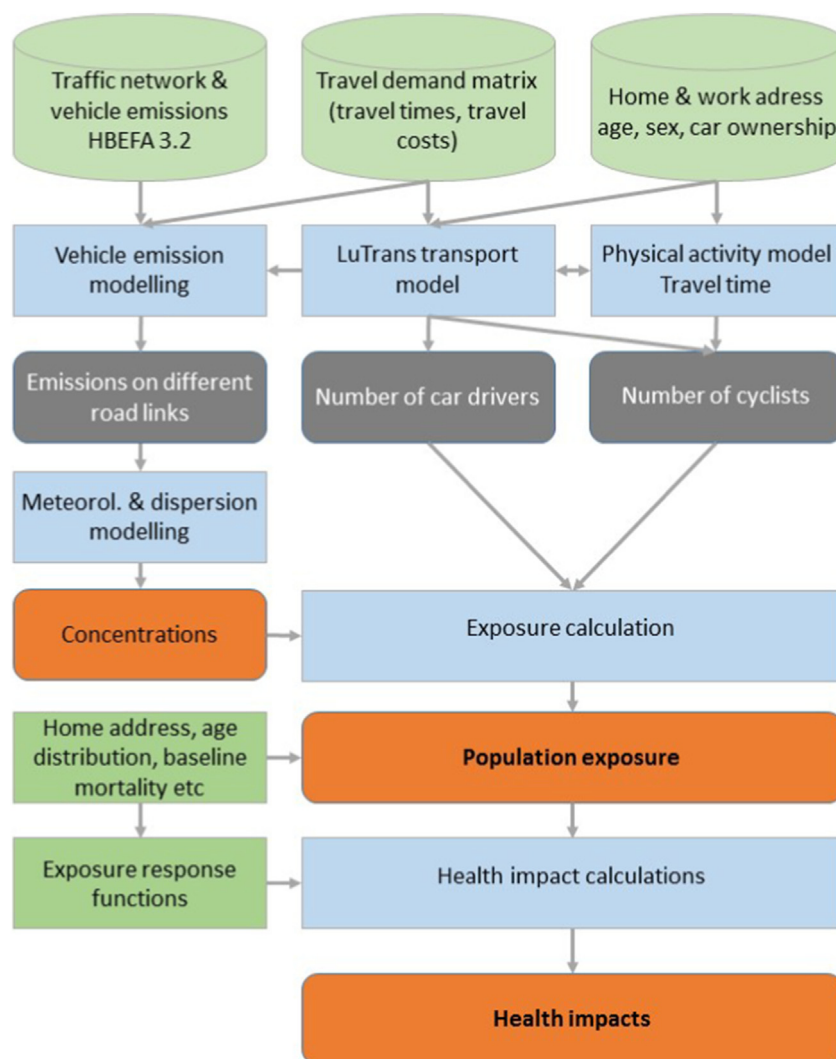 Traffic network &
vehicle emissions
HBEFA 3.2
Travel demand matrix
(travel times, travel
costs)
Home & work adress
age, sex, car ownership
Vehicle emission
modelling
LuTrans transport
model
Physical activity model
Travel time
Emissions on different
road links
Number of car drivers
Number of cyclists
Meteorol. & dispersion
modelling
Concentrations
Exposure calculation
Home address, age
distribution, baseline
mortality etc
Population exposure
Exposure response
functions
Health impact calculations
Health impacts